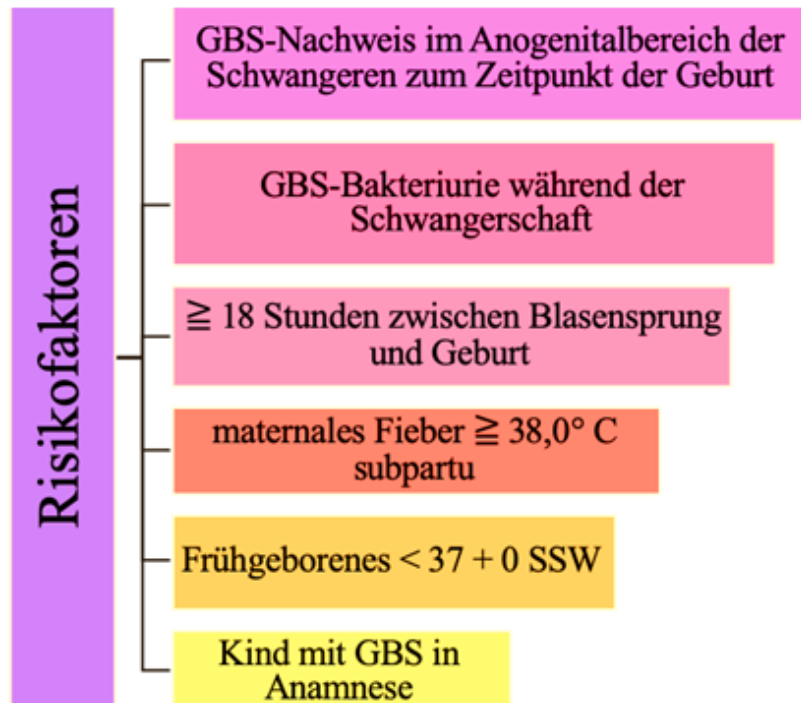 Risikofaktoren
GBS-Nachweis im Anogenitalbereich der
Schwangeren zum Zeitpunkt der Geburt
GBS-Bakteriurie während der
Schwangerschaft
≧ 18 Stunden zwischen Blasensprung
und Geburt
maternales Fieber ≧ 38,0° C
subpartu
Frühgeborenes < 37 + 0 SSW
Kind mit GBS in
Anamnese